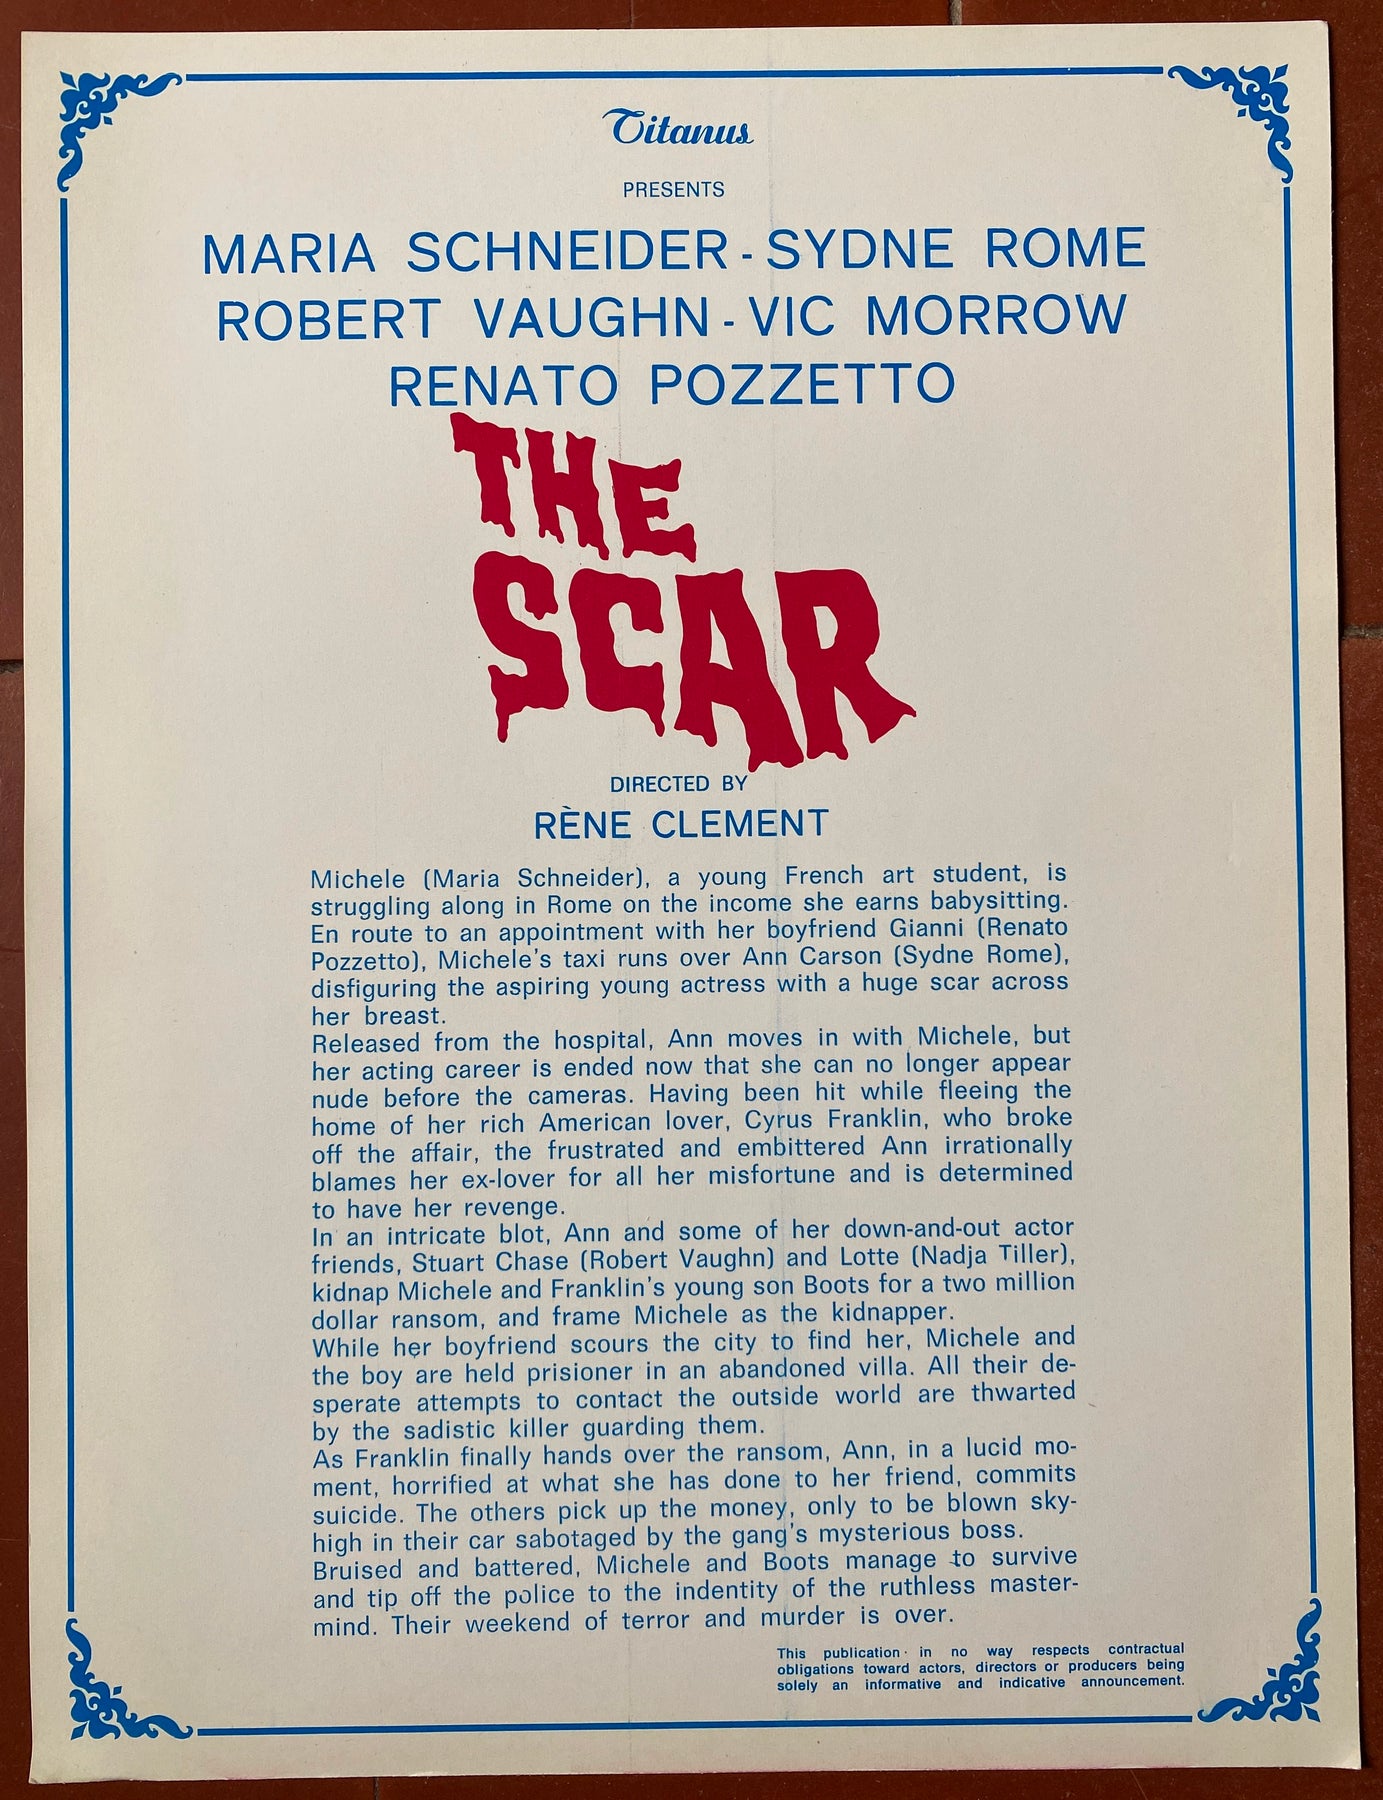 Titanus
PRESENTS
MARIA SCHNEIDER - SYDNE ROME
ROBERT VAUGHN - VIC MORROW
RENATO POZZETTO
THE
SCAR
DIRECTED BY
RÈNE CLEMENT
Michele (Maria Schneider), a young French art student, is
struggling along in Rome on the income she earns babysitting.
En route to an appointment with her boyfriend Gianni (Renato
Pozzetto), Michele's taxi runs over Ann Carson (Sydne Rome),
disfiguring the aspiring young actress with a huge scar across
her breast.
Released from the hospital, Ann moves in with Michele, but
her acting career is ended now that she can no longer appear
nude before the cameras. Having been hit while fleeing the
home of her rich American lover, Cyrus Franklin, who broke
off the affair, the frustrated and embittered Ann irrationally
blames her ex-lover for all her misfortune and is determined
to have her revenge.
In an intricate blot, Ann and some of her down-and-out actor
friends, Stuart Chase (Robert Vaughn) and Lotte (Nadja Tiller),
kidnap Michele and Franklin's young son Boots for a two million
dollar ransom, and frame Michele as the kidnapper.
While her boyfriend scours the city to find her, Michele and
the boy are held prisioner in an abandoned villa. All their de-
sperate attempts to contact the outside world are thwarted
by the sadistic killer guarding them.
As Franklin finally hands over the ransom, Ann, in a lucid mo-
ment, horrified at what she has done to her friend, commits
suicide. The others pick up the money, only to be blown sky-
high in their car sabotaged by the gang's mysterious boss.
Bruised and battered, Michele and Boots manage to survive
and tip off the police to the indentity of the ruthless master-
mind. Their weekend of terror and murder is over.
This publication in no way respects contractual
obligations toward actors, directors or producers being
solely an informative and indicative announcement.